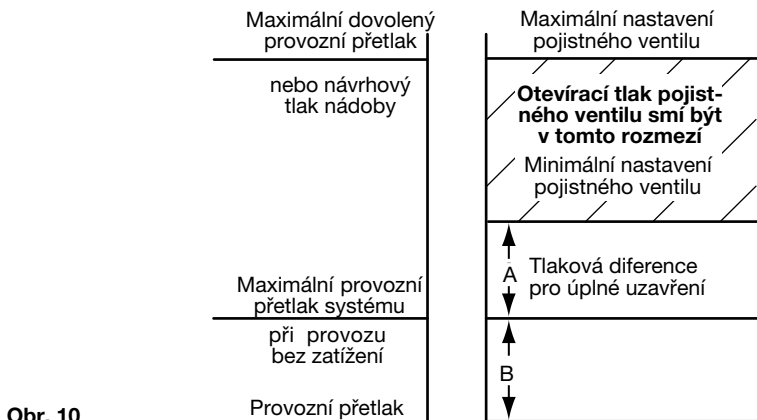 Maximální dovolený
provozní přetlak
nebo návrhový
tlak nádoby
Maximální nastavení
pojistného ventilu
Otevírací tlak pojist-
ného ventilu smí být
v tomto rozmezí
Minimální nastavení
pojistného ventilu
A
Tlaková diference
pro úplné uzavření
Maximální provozní
přetlak systému
při provozu
bez zatížení
B
Provozní přetlak
Obr. 10